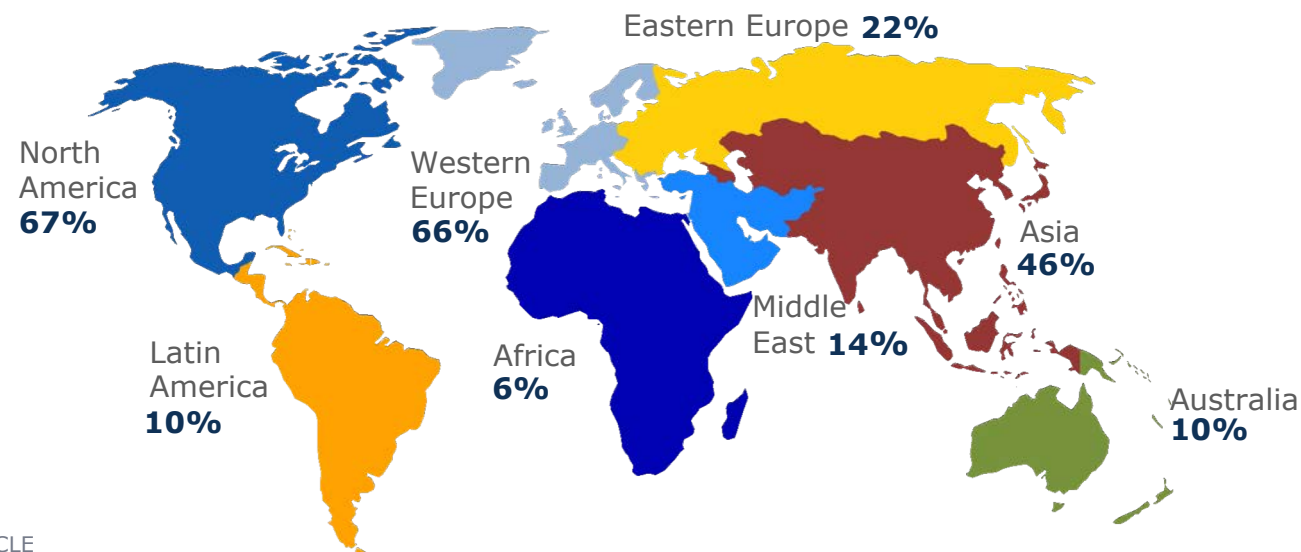 Eastern Europe 22%
North
America
67%
Western
Europe
66%
Asia
46%
Middle
East 14%
Latin
America
10%
Africa
6%
Australia
10%
CLE